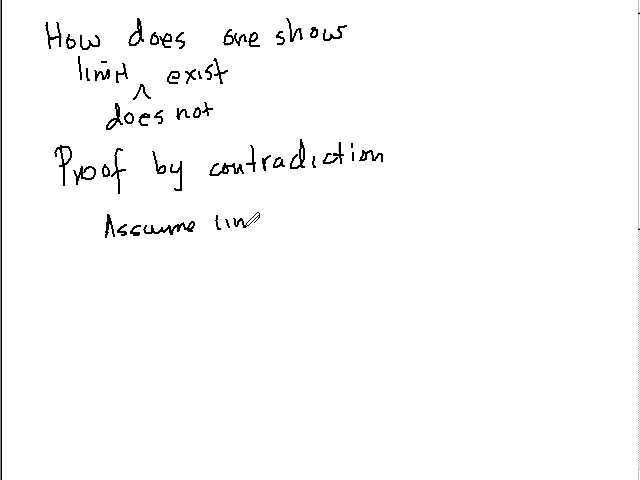 How does one show
limit ^ exist
does not
Proof by contradiction
Assume lim